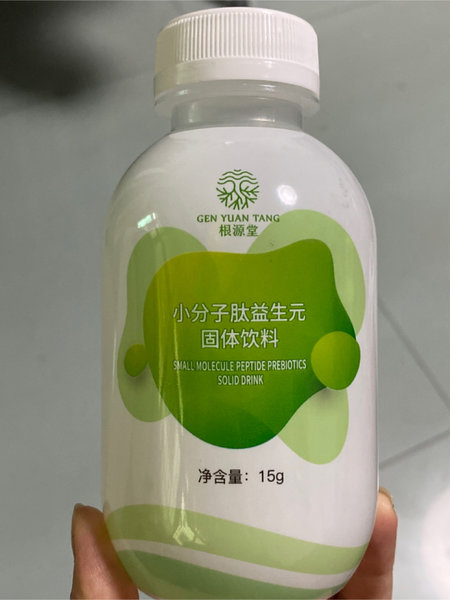 GEN YUAN TANG
根源堂
小分子肽益生元
固体饮料
SMALL MOLECULE PEPTIDE PREBIOTICS
SOLID DRINK
净含量：15g